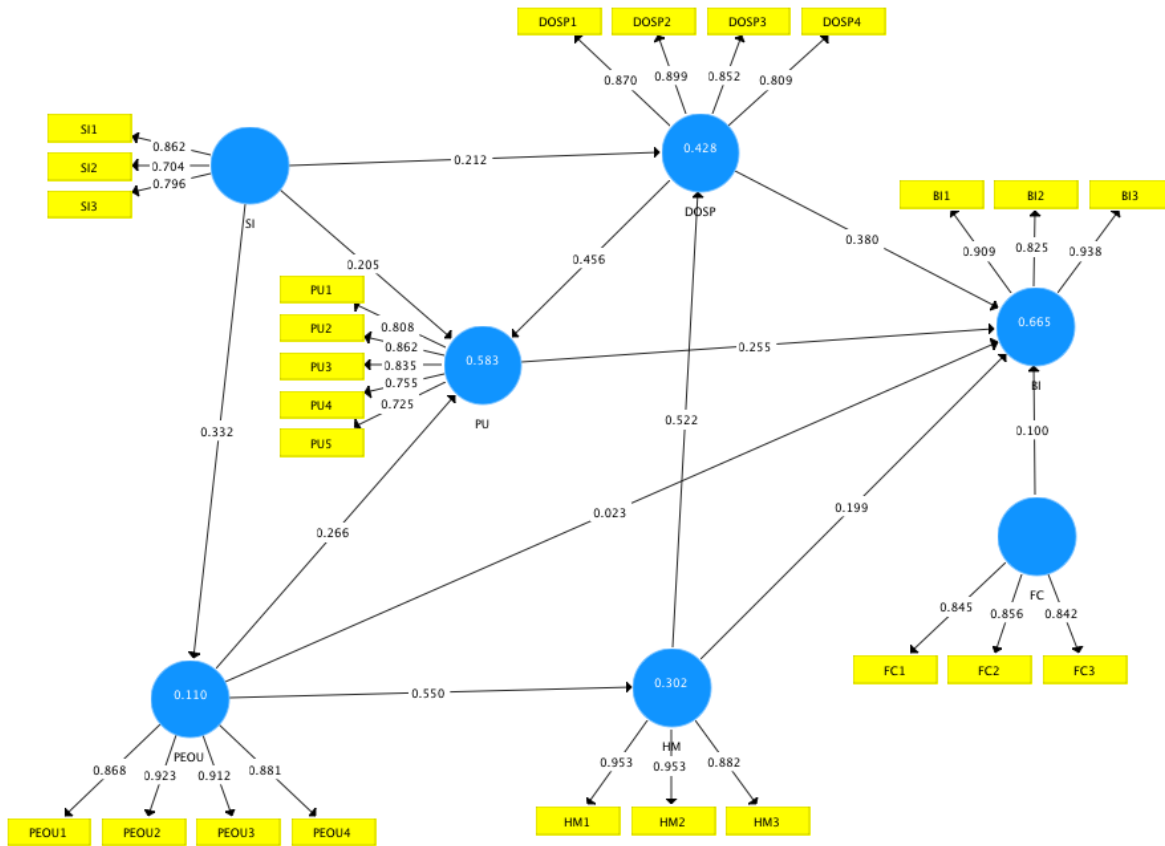 DOSP1 DOSP2 DOSP3 DOSP4
0.870 0.899 0.852 0.809
SI1
SI2
SI3
0.862
0.704
0.796
SI
0.212
0.428
DOSP
BI1 BI2 BI3
0.909 0.825 0.938
0.380
0.205
0.456
PU1
PU2
PU3
PU4
PU5
0.808
0.862
0.835
0.755
0.725
0.583
PU
0.255
0.665
BI
0.332
0.522
0.100
0.266
0.023
0.199
FC
0.845 0.856 0.842
FC1 FC2 FC3
0.110
PEOU
0.550
0.302
HM
0.868 0.923 0.912 0.881
0.953 0.953 0.882
PEOU1 PEOU2 PEOU3 PEOU4
HM1 HM2 HM3